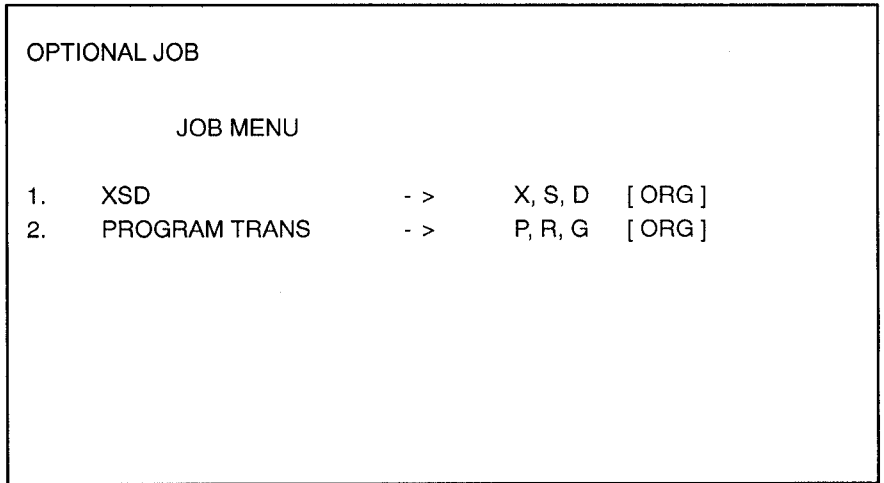 OPTIONAL JOB
JOB MENU
1. XSD - > X, S, D [ ORG ]
2. PROGRAM TRANS - > P, R, G [ ORG ]